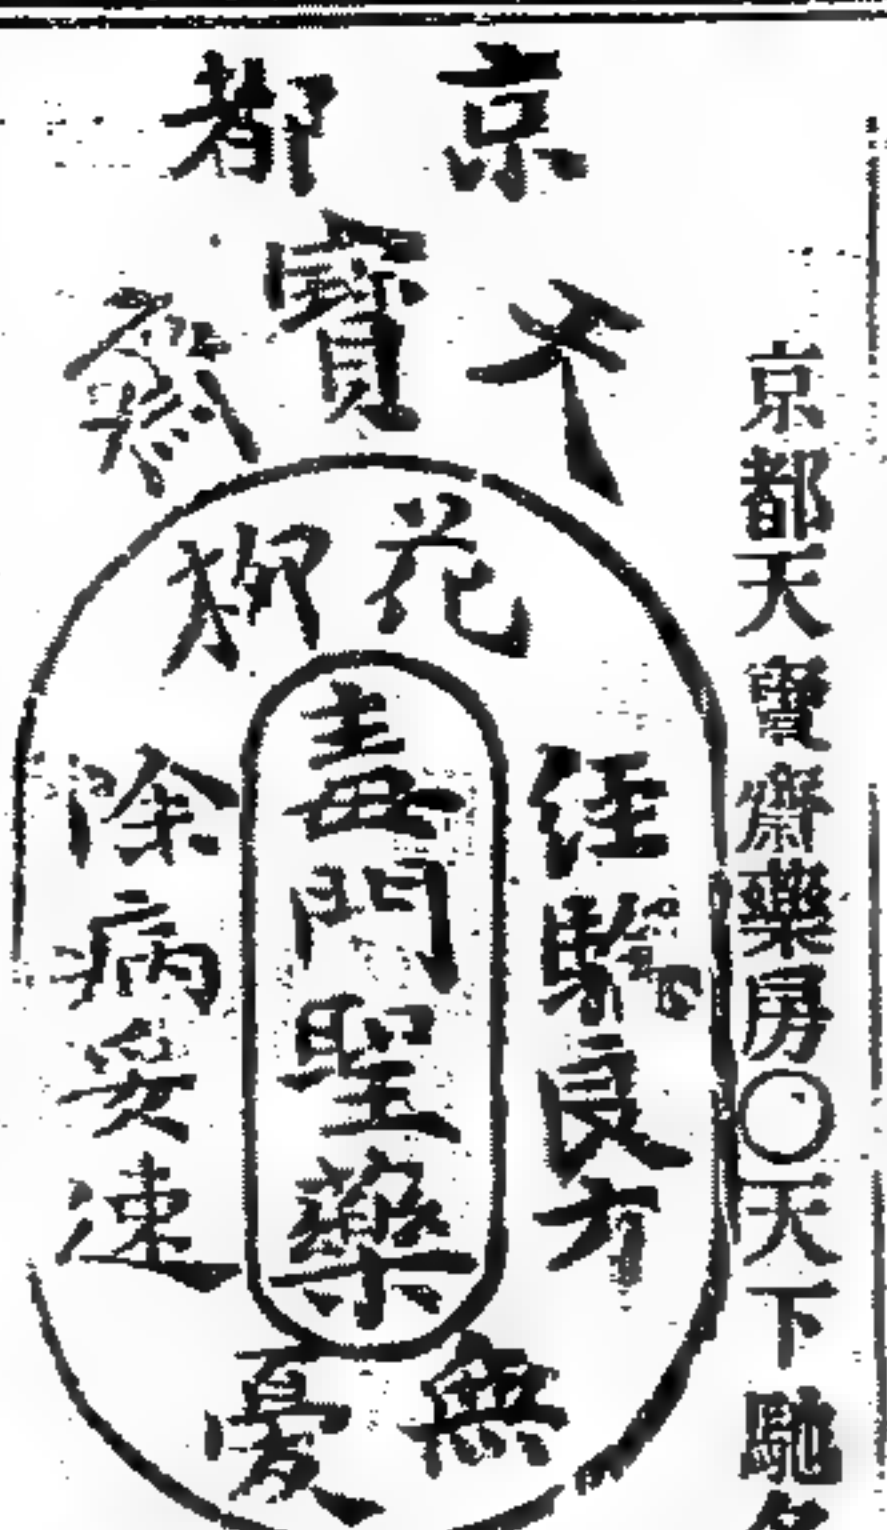 京都
天寶齋
花柳
毒門聖藥
經驗良方
除病妥速
無憂
京都天寶齋藥房〇天下馳名